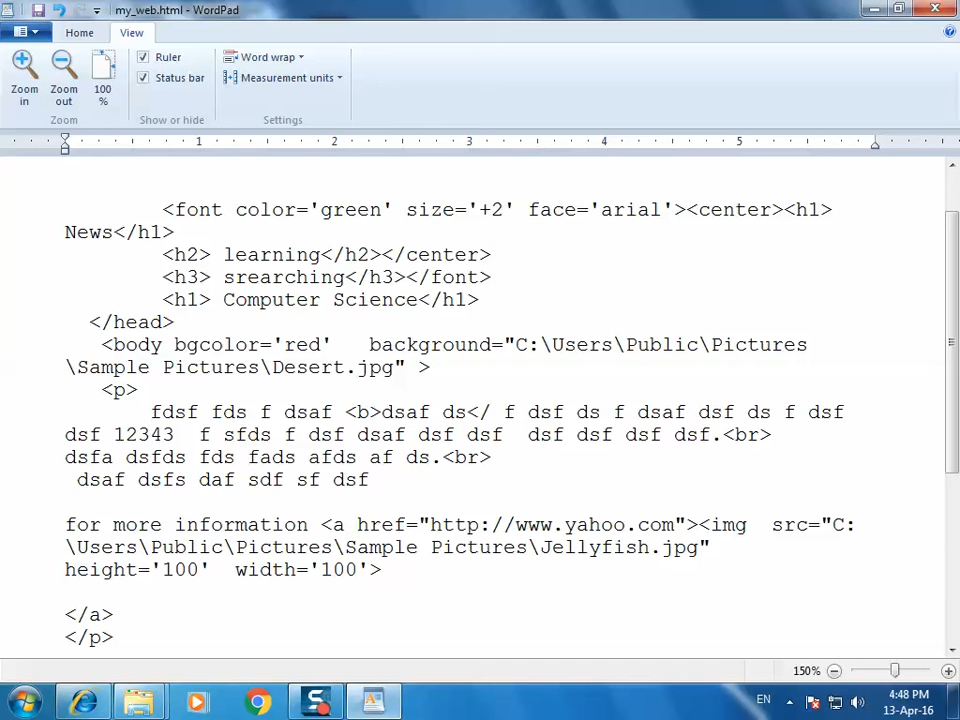 my_web.html - WordPad
Home
View
Zoom in
Zoom out
100 %
Zoom
Ruler
Status bar
Show or hide
Word wrap
Measurement units
Settings
1 2 3 4 5
<font color='green' size='+2' face='arial'><center><h1>
News</h1>
<h2> learning</h2></center>
<h3> srearching</h3></font>
<h1> Computer Science</h1>
</head>
<body bgcolor='red'   background="C:\Users\Public\Pictures
\Sample Pictures\Desert.jpg" >
<p>
fdsf fds f dsaf <b>dsaf ds</ f dsf ds f dsaf dsf ds f dsf
dsf 12343  f sfds f dsf dsaf dsf dsf  dsf dsf dsf dsf.<br>
dsfa dsfds fds fads afds af ds.<br>
dsaf dsfs daf sdf sf dsf
for more information <a href="http://www.yahoo.com"><img  src="C:
\Users\Public\Pictures\Sample Pictures\Jellyfish.jpg"
height='100'  width='100'>
</a>
</p>
150%
EN
4:48 PM
13-Apr-16